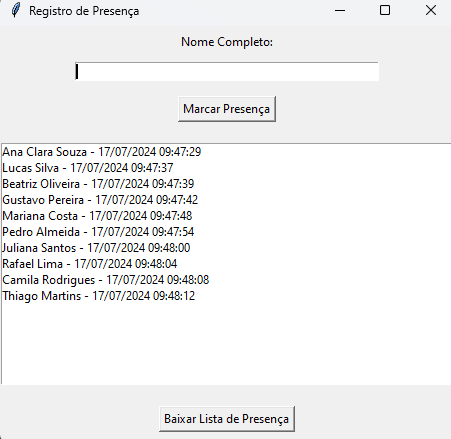 Registro de Presença
Nome Completo:
Marcar Presença
Ana Clara Souza - 17/07/2024 09:47:29
Lucas Silva - 17/07/2024 09:47:37
Beatriz Oliveira - 17/07/2024 09:47:39
Gustavo Pereira - 17/07/2024 09:47:42
Mariana Costa - 17/07/2024 09:47:48
Pedro Almeida - 17/07/2024 09:47:54
Juliana Santos - 17/07/2024 09:48:00
Rafael Lima - 17/07/2024 09:48:04
Camila Rodrigues - 17/07/2024 09:48:08
Thiago Martins - 17/07/2024 09:48:12
Baixar Lista de Presença